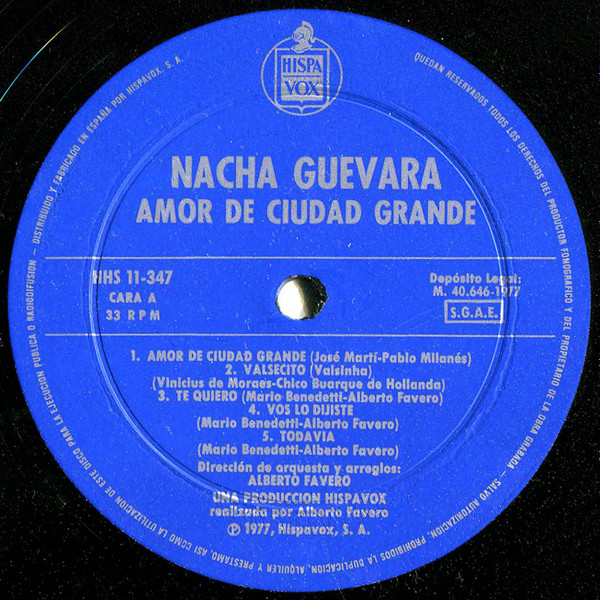 HISPA
VOX
NACHA GUEVARA
AMOR DE CIUDAD GRANDE
HHS 11-347
CARA A
33 RPM
Depósito Legal:
M. 40.646-1977
S.G.A.E.
1. AMOR DE CIUDAD GRANDE (José Martí-Pablo Milanés)
2. VALSECITO (Valsinha)
(Vinicius de Moraes-Chico Buarque de Hollanda)
3. TE QUIERO (Mario Benedetti-Alberto Favero)
4. VOS LO DIJISTE
(Mario Benedetti-Alberto Favero)
5. TODAVIA
(Mario Benedetti-Alberto Favero)
Dirección de orquesta y arreglos:
ALBERTO FAVERO
UNA PRODUCCION HISPAVOX
realizada por Alberto Favero
℗ 1977, Hispavox, S. A.
QUEDAN RESERVADOS TODOS LOS DERECHOS DEL PRODUCTOR FONOGRAFICO Y DEL PROPIETARIO DE LA OBRA GRABADA - SALVO AUTORIZACION, PROHIBIDOS LA DUPLICACION, ALQUILER Y PRESTAMO, ASI COMO LA UTILIZACION DE ESTE DISCO PARA LA EJECUCION PUBLICA O RADIODIFUSION - DISTRIBUIDO Y FABRICADO EN ESPAÑA POR HISPAVOX, S. A.